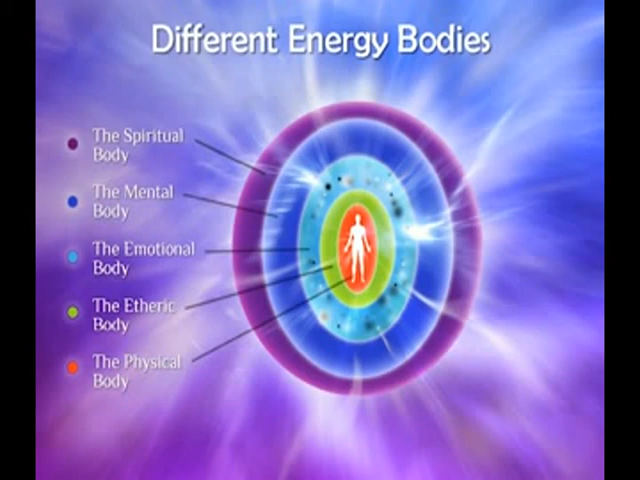 Different Energy Bodies
The Spiritual
Body
The Mental
Body
The Emotional
Body
The Etheric
Body
The Physical
Body